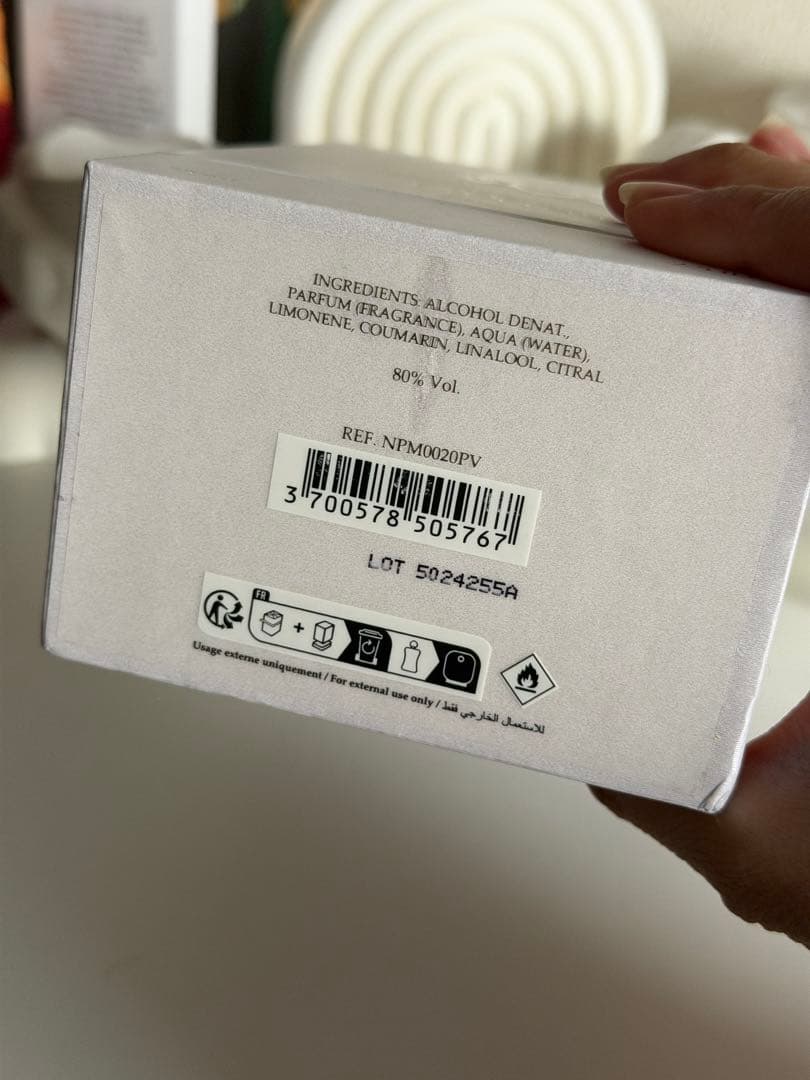 INGREDIENTS: ALCOHOL DENAT.,
PARFUM (FRAGRANCE), AQUA (WATER),
LIMONENE, COUMARIN, LINALOOL, CITRAL
80% Vol.
REF. NPM0020PV
3 700578 505767
LOT 5024255A
FR
+
Usage externe uniquement / For external use only / للاستعمال الخارجي فقط